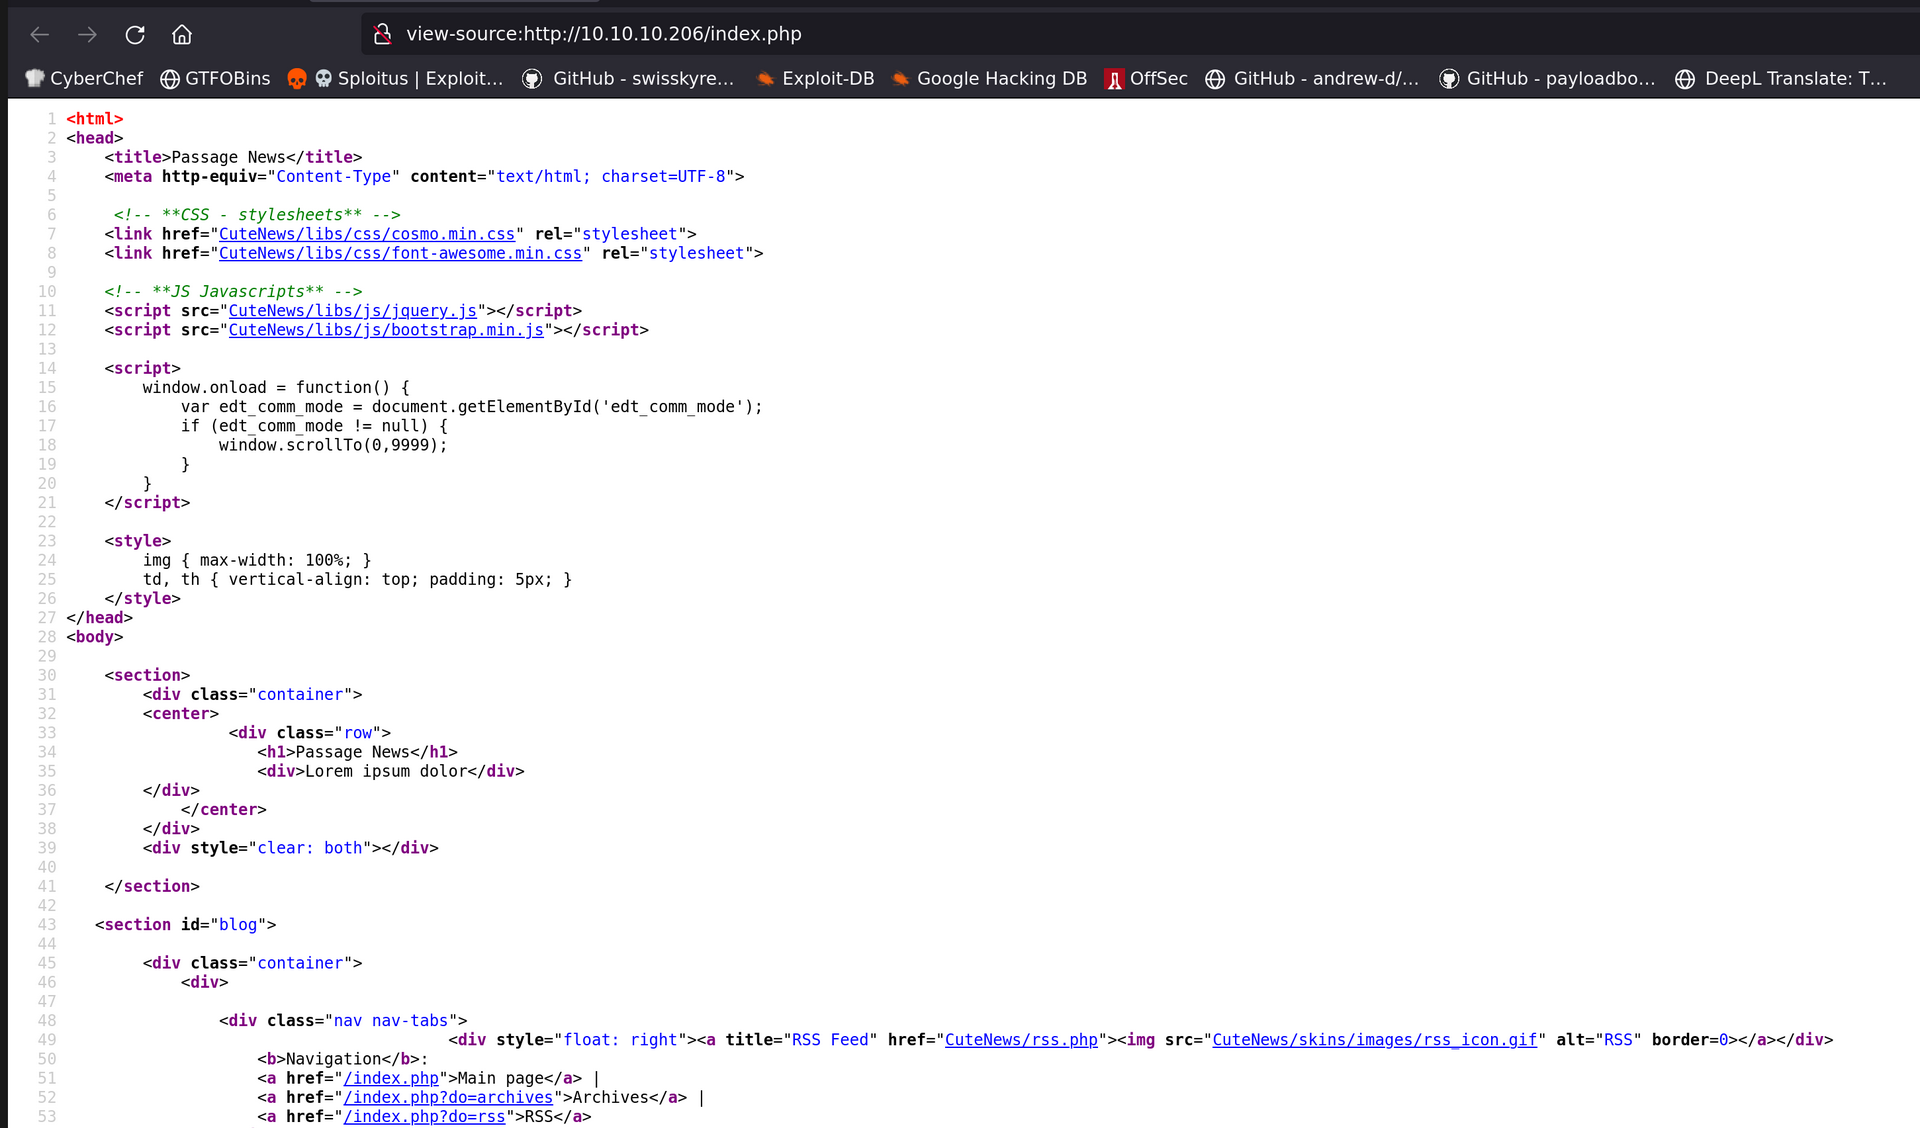 view-source:http://10.10.10.206/index.php
CyberChef GTFOBins Sploitus | Exploit… GitHub - swisskyre… Exploit-DB Google Hacking DB OffSec GitHub - andrew-d/… GitHub - payloadbo… DeepL Translate: T…
1 <html>
2 <head>
3 <title>Passage News</title>
4 <meta http-equiv="Content-Type" content="text/html; charset=UTF-8">
5
6 <!-- **CSS - stylesheets** -->
7 <link href="CuteNews/libs/css/cosmo.min.css" rel="stylesheet">
8 <link href="CuteNews/libs/css/font-awesome.min.css" rel="stylesheet">
9
10 <!-- **JS Javascripts** -->
11 <script src="CuteNews/libs/js/jquery.js"></script>
12 <script src="CuteNews/libs/js/bootstrap.min.js"></script>
13
14 <script>
15 window.onload = function() {
16 var edt_comm_mode = document.getElementById('edt_comm_mode');
17 if (edt_comm_mode != null) {
18 window.scrollTo(0,9999);
19 }
20 }
21 </script>
22
23 <style>
24 img { max-width: 100%; }
25 td, th { vertical-align: top; padding: 5px; }
26 </style>
27 </head>
28 <body>
29
30 <section>
31 <div class="container">
32 <center>
33 <div class="row">
34 <h1>Passage News</h1>
35 <div>Lorem ipsum dolor</div>
36 </div>
37 </center>
38 </div>
39 <div style="clear: both"></div>
40
41 </section>
42
43 <section id="blog">
44
45 <div class="container">
46 <div>
47
48 <div class="nav nav-tabs">
49 <div style="float: right"><a title="RSS Feed" href="CuteNews/rss.php"><img src="CuteNews/skins/images/rss_icon.gif" alt="RSS" border=0></a></div>
50 <b>Navigation</b>:
51 <a href="/index.php">Main page</a> |
52 <a href="/index.php?do=archives">Archives</a> |
53 <a href="/index.php?do=rss">RSS</a>